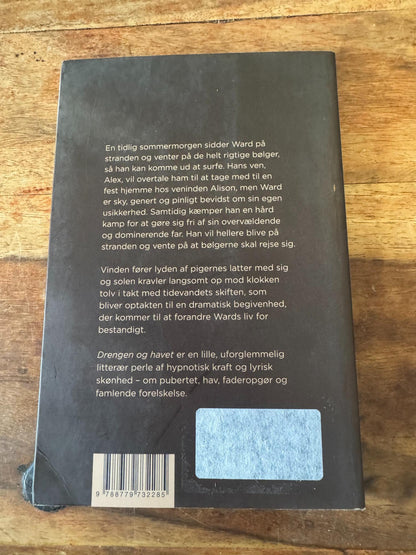 En tidlig sommermorgen sidder Ward på
stranden og venter på de helt rigtige bølger,
så han kan komme ud at surfe. Hans ven,
Alex, vil overtale ham til at tage med til en
fest hjemme hos veninden Alison, men Ward
er sky, genert og pinligt bevidst om sin egen
usikkerhed. Samtidig kæmper han en hård
kamp for at gøre sig fri af sin overvældende
og dominerende far. Han vil hellere blive på
stranden og vente på at bølgerne skal rejse sig.
Vinden fører lyden af pigernes latter med sig
og solen kravler langsomt op mod klokken
tolv i takt med tidevandets skiften, som
bliver optakten til en dramatisk begivenhed,
der kommer til at forandre Wards liv for
bestandigt.
Drengen og havet er en lille, uforglemmelig
litterær perle af hypnotisk kraft og lyrisk
skønhed – om pubertet, hav, faderopgør og
famlende forelskelse.
9 788779 732285